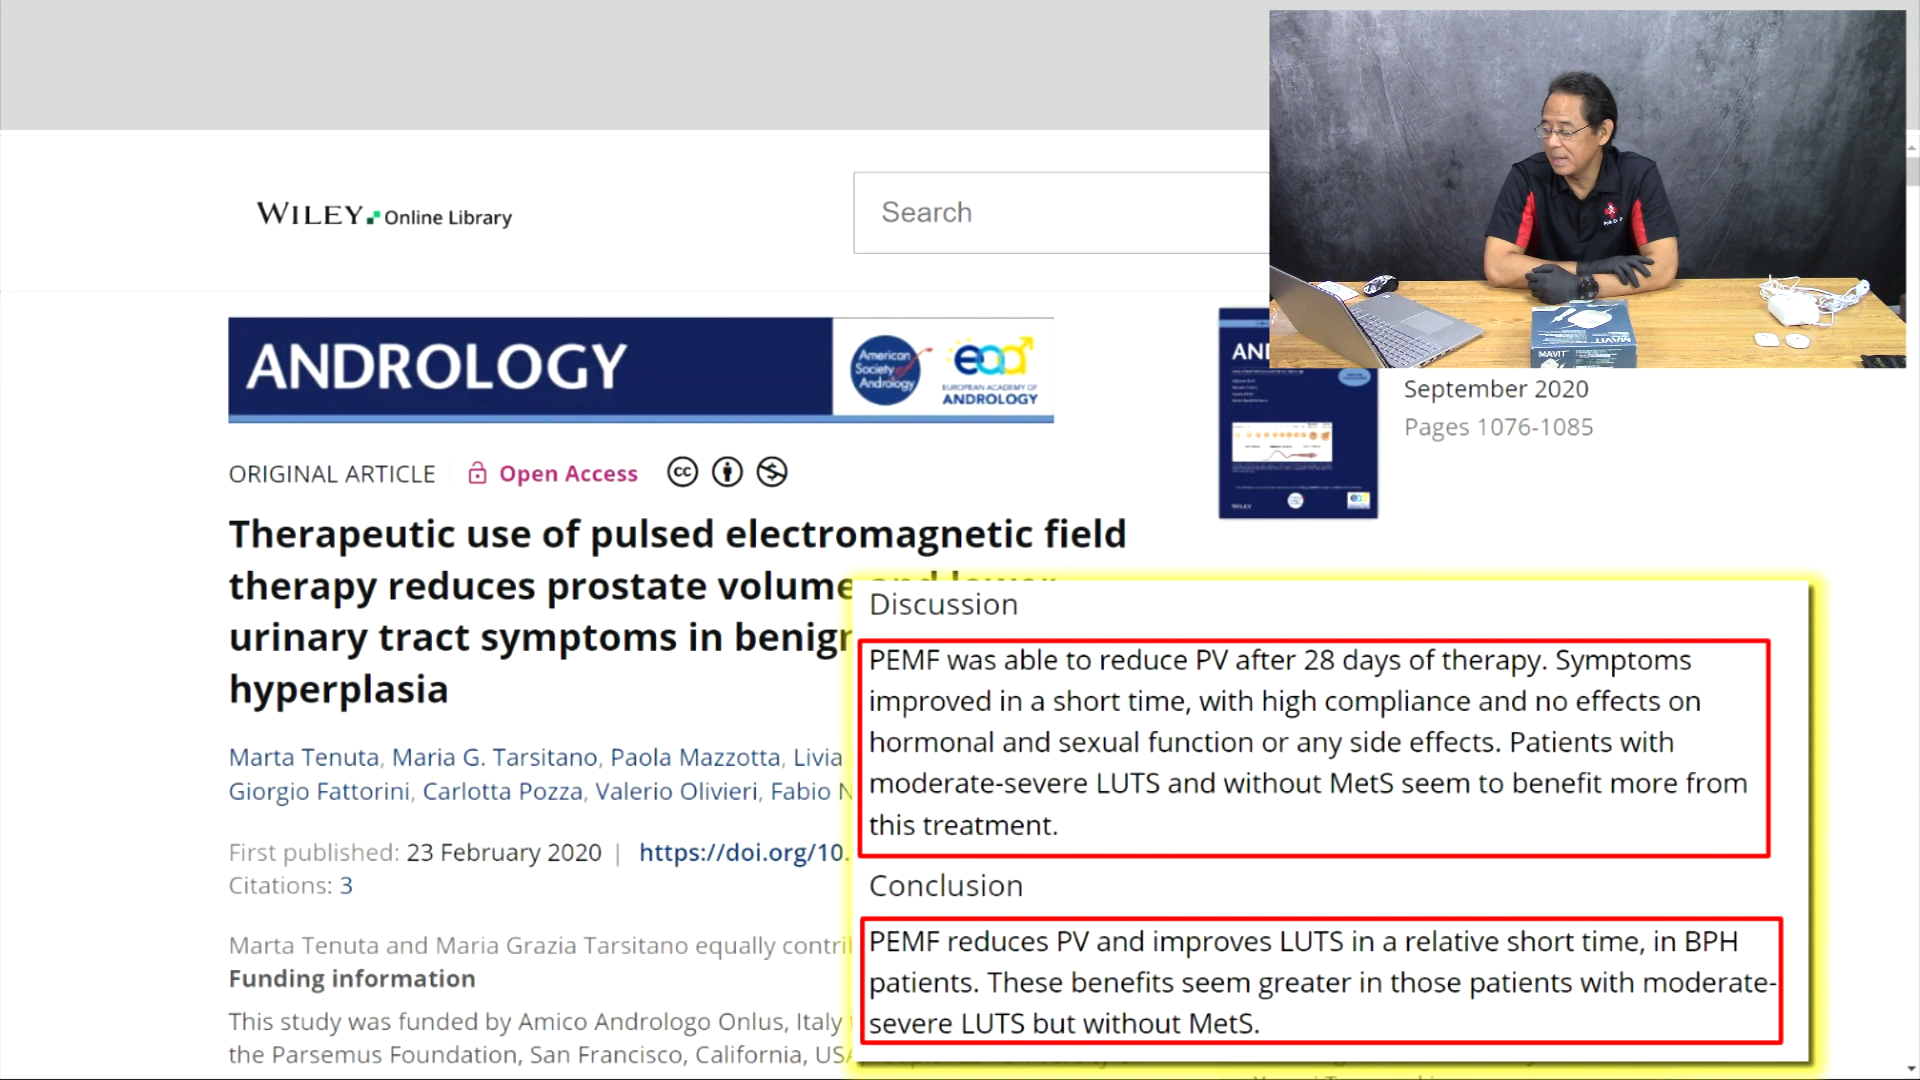 WILEY Online Library
Search
ANDROLOGY
American
Society of
Andrology
eaa
EUROPEAN ACADEMY OF
ANDROLOGY
MAVIT
AN
WILEY
September 2020
Pages 1076-1085
ORIGINAL ARTICLE
Open Access
cc
Therapeutic use of pulsed electromagnetic field
therapy reduces prostate volume and lower
urinary tract symptoms in benign
hyperplasia
Marta Tenuta, Maria G. Tarsitano, Paola Mazzotta, Livia
Giorgio Fattorini, Carlotta Pozza, Valerio Olivieri, Fabio
First published: 23 February 2020 | https://doi.org/10.
Citations: 3
Marta Tenuta and Maria Grazia Tarsitano equally
Funding information
This study was funded by Amico Andrologo Onlus, Italy
the Parsemus Foundation, San Francisco, California, USA
Discussion
PEMF was able to reduce PV after 28 days of therapy. Symptoms
improved in a short time, with high compliance and no effects on
hormonal and sexual function or any side effects. Patients with
moderate-severe LUTS and without MetS seem to benefit more from
this treatment.
Conclusion
PEMF reduces PV and improves LUTS in a relative short time, in BPH
patients. These benefits seem greater in those patients with moderate-
severe LUTS but without MetS.